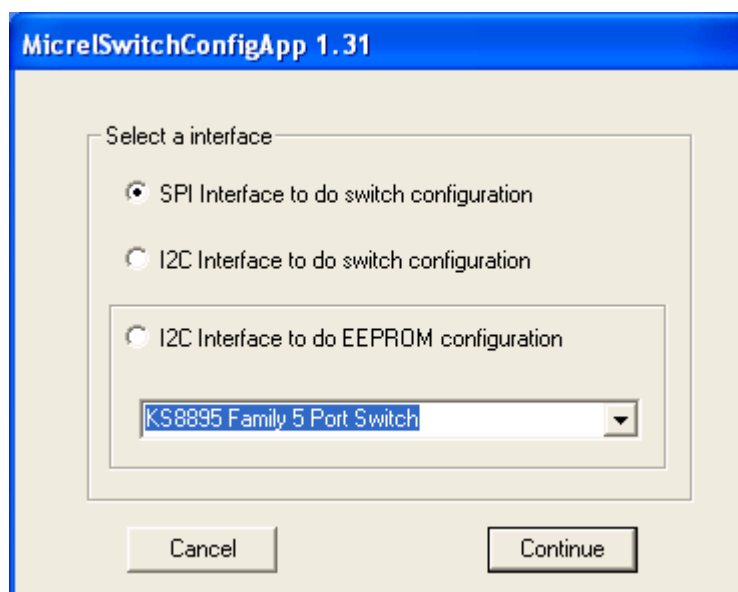 MicrelSwitchConfigApp 1.31
Select a interface
SPI Interface to do switch configuration
I2C Interface to do switch configuration
I2C Interface to do EEPROM configuration
KS8895 Family 5 Port Switch
Cancel
Continue